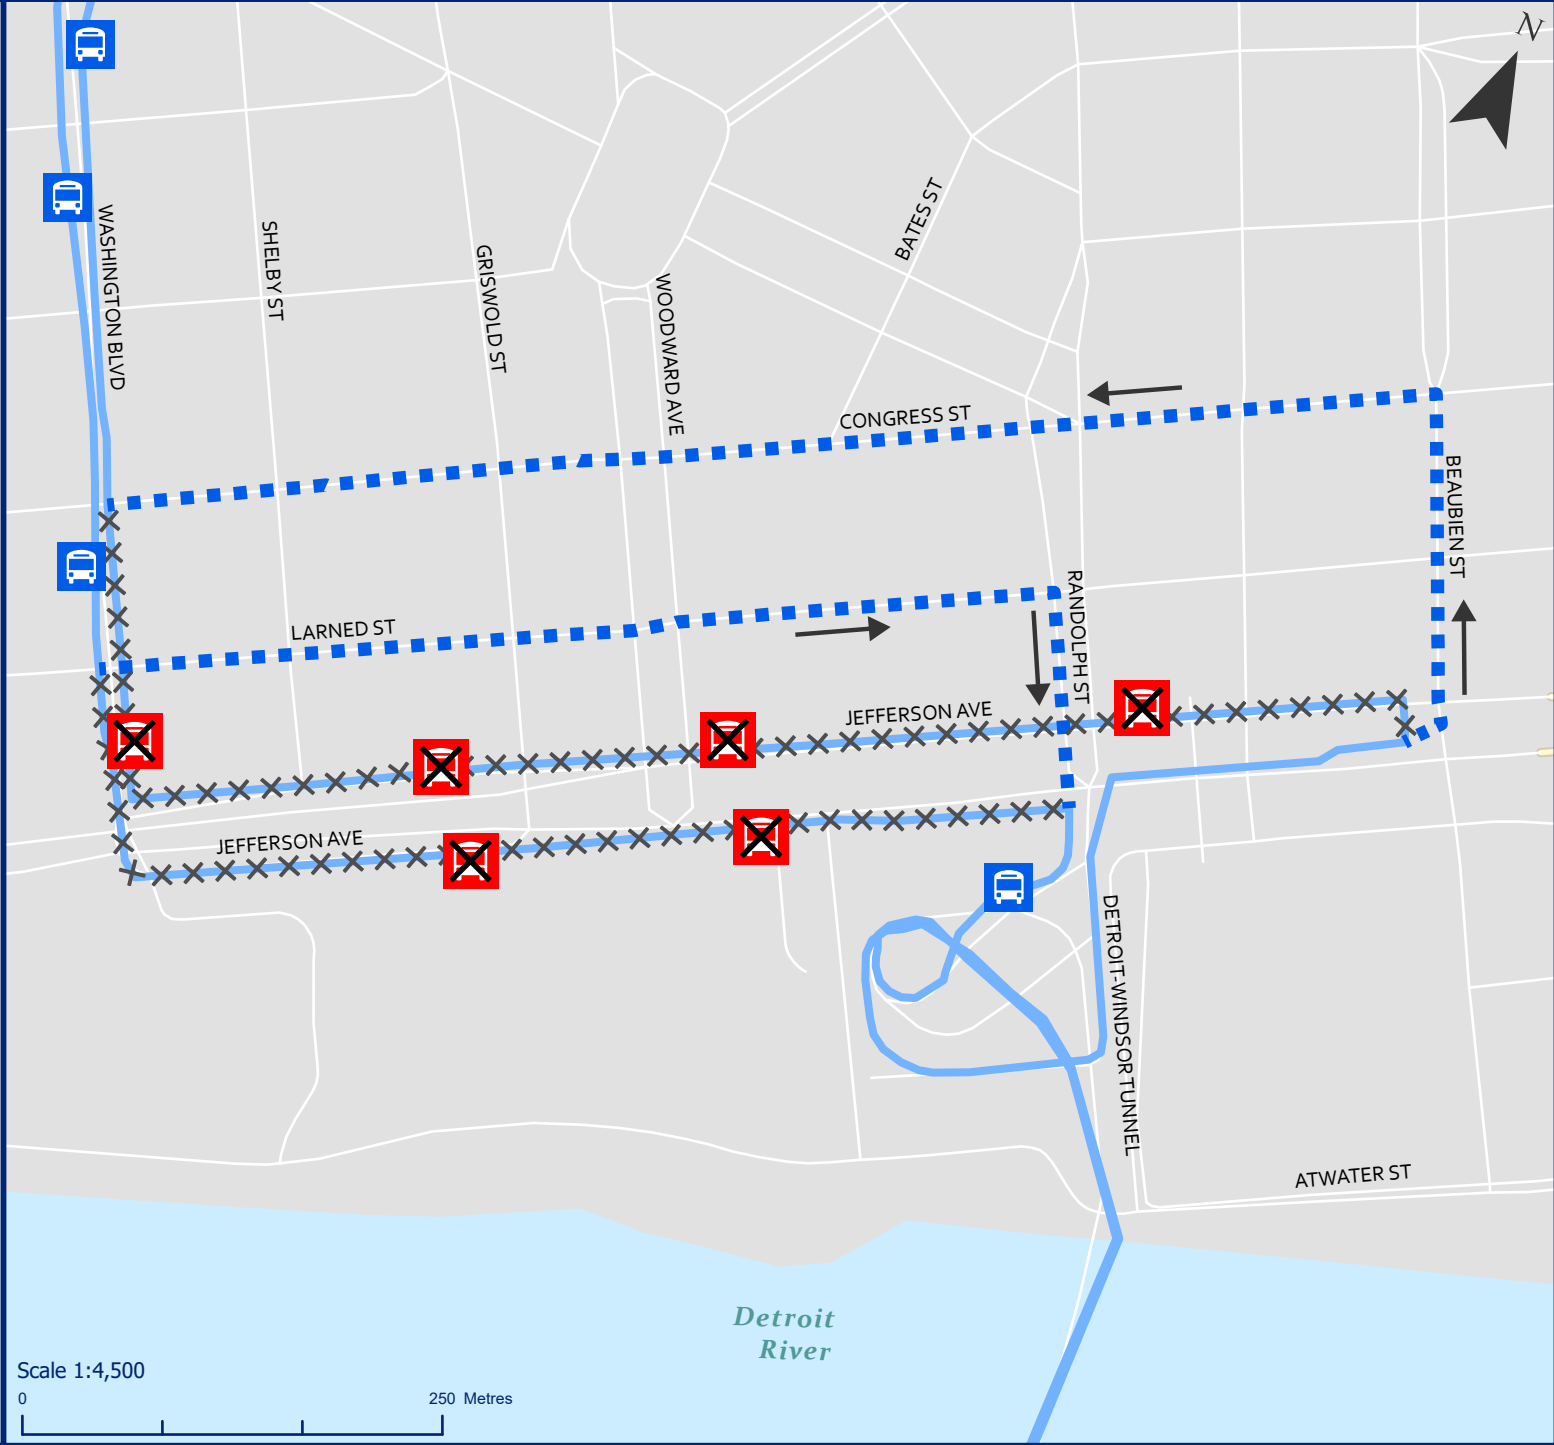 N
WASHINGTON BLVD
SHELBY ST
GRISWOLD ST
WOODWARD AVE
BATES ST
CONGRESS ST
BEAUBIEN ST
LARNED ST
RANDOLPH ST
JEFFERSON AVE
JEFFERSON AVE
DETROIT-WINDSOR TUNNEL
ATWATER ST
Detroit
River
Scale 1:4,500
0 250 Metres